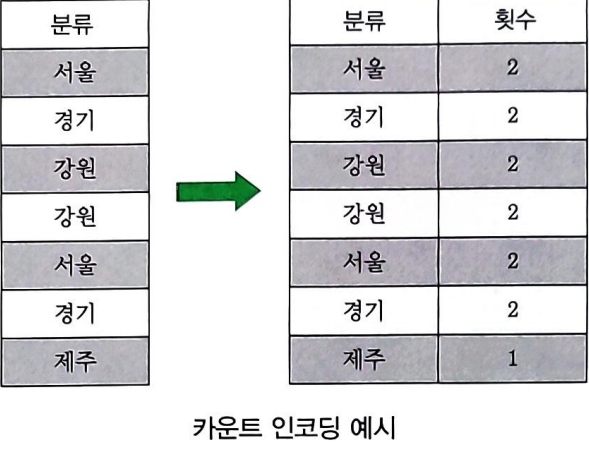 분류
서울
경기
강원
강원
서울
경기
제주
분류 횟수
서울 2
경기 2
강원 2
강원 2
서울 2
경기 2
제주 1
카운트 인코딩 예시